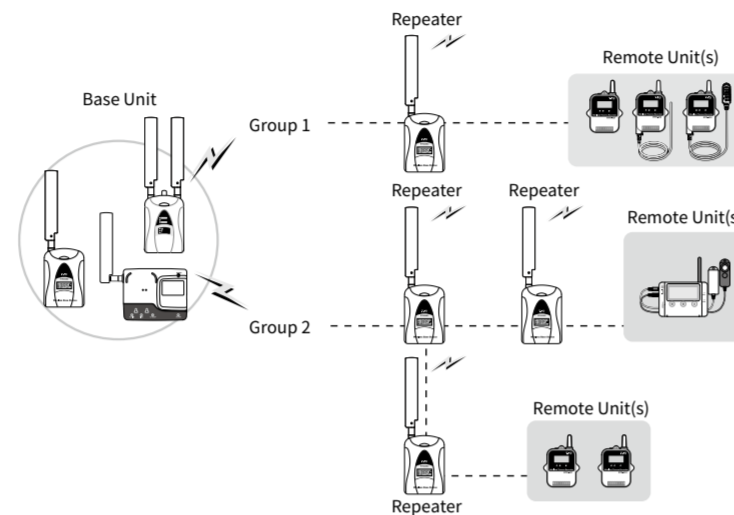 Repeater
Remote Unit(s)
Base Unit
Group 1
Repeater
Repeater
Remote Unit(s
Group 2
Remote Unit(s)
Repeater